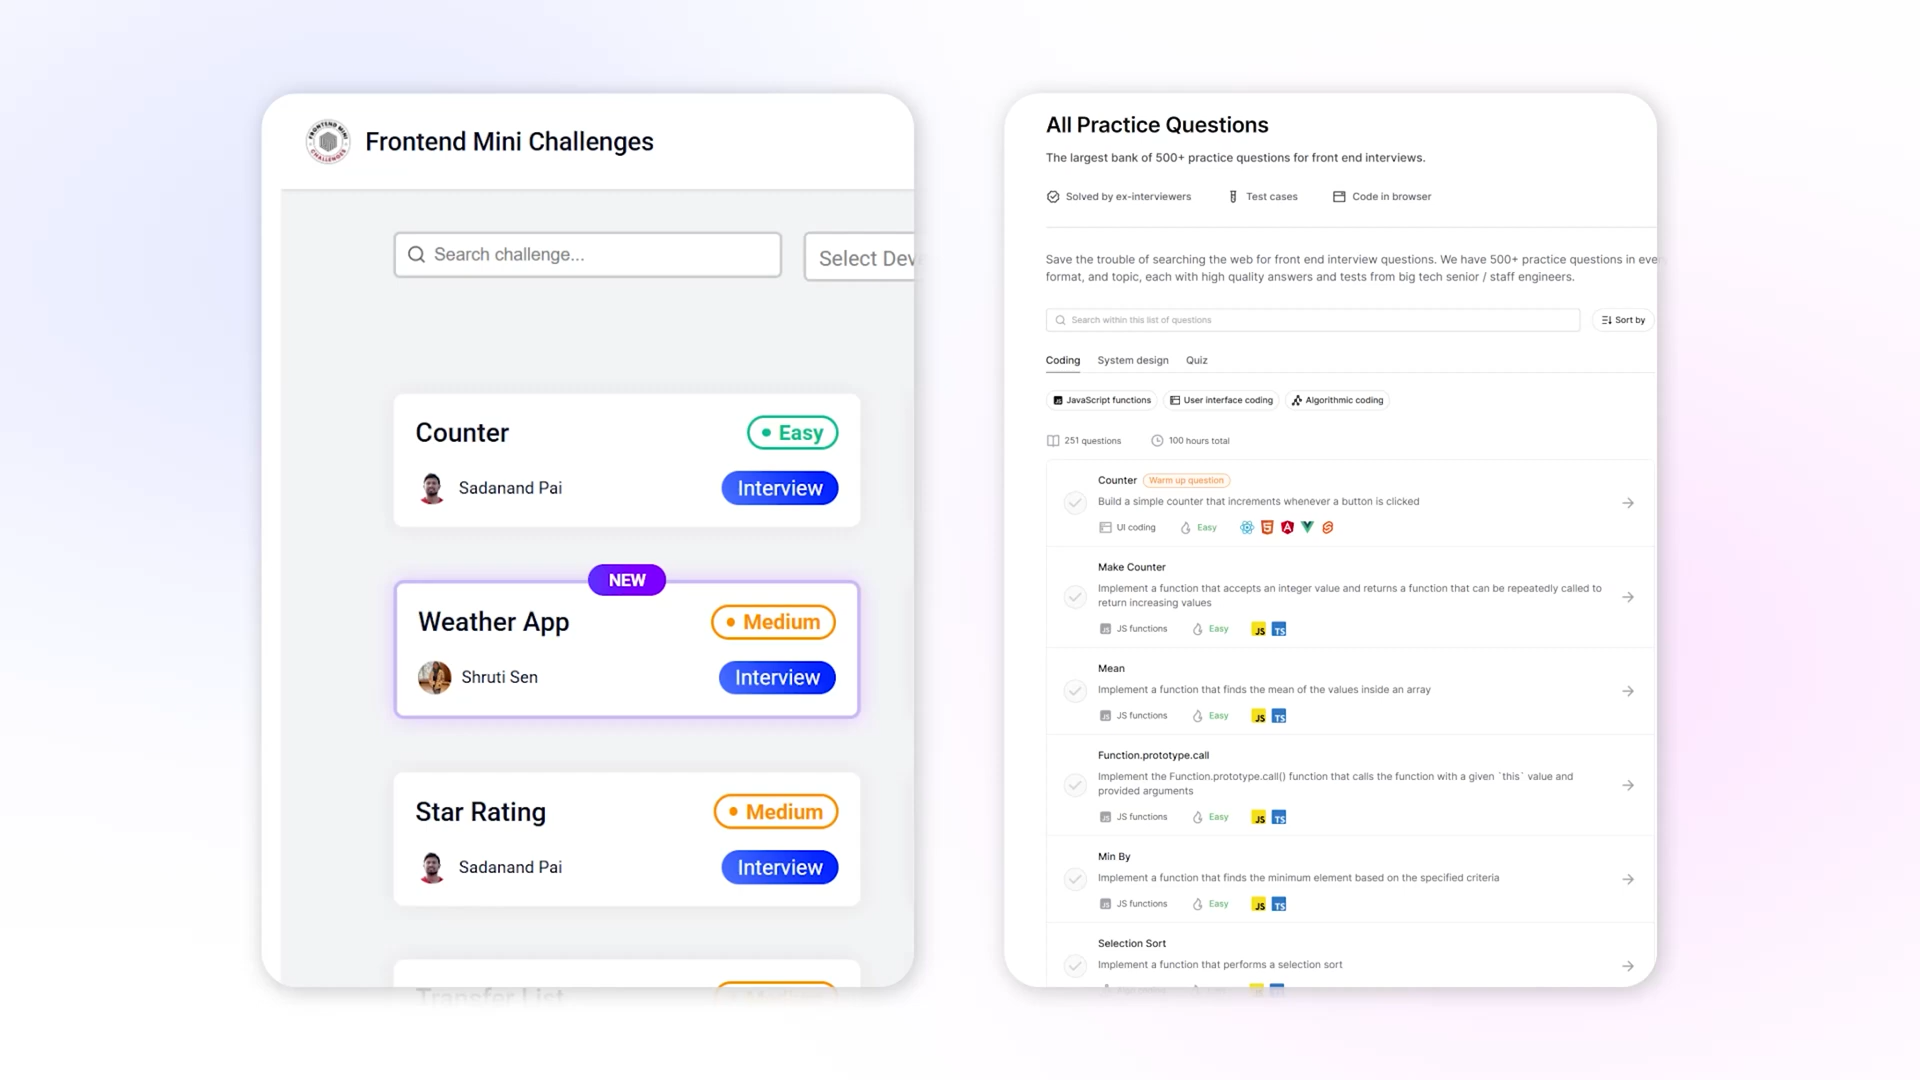 FRONTEND MINI
CHALLENGES
Frontend Mini Challenges
Search challenge...
Select Dev
Counter
Easy
Sadanand Pai
Interview
NEW
Weather App
Medium
Shruti Sen
Interview
Star Rating
Medium
Sadanand Pai
Interview
Transfer List
Medium
All Practice Questions
The largest bank of 500+ practice questions for front end interviews.
Solved by ex-interviewers
Test cases
Code in browser
Save the trouble of searching the web for front end interview questions. We have 500+ practice questions in every
format, and topic, each with high quality answers and tests from big tech senior / staff engineers.
Search within this list of questions
Sort by
Coding
System design
Quiz
JavaScript functions
User interface coding
Algorithmic coding
251 questions
100 hours total
Counter
Warm up question
Build a simple counter that increments whenever a button is clicked
UI coding
Easy
Make Counter
Implement a function that accepts an integer value and returns a function that can be repeatedly called to
return increasing values
JS functions
Easy
JS
TS
Mean
Implement a function that finds the mean of the values inside an array
JS functions
Easy
JS
TS
Function.prototype.call
Implement the Function.prototype.call() function that calls the function with a given `this` value and
provided arguments
JS functions
Easy
JS
TS
Min By
Implement a function that finds the minimum element based on the specified criteria
JS functions
Easy
JS
TS
Selection Sort
Implement a function that performs a selection sort